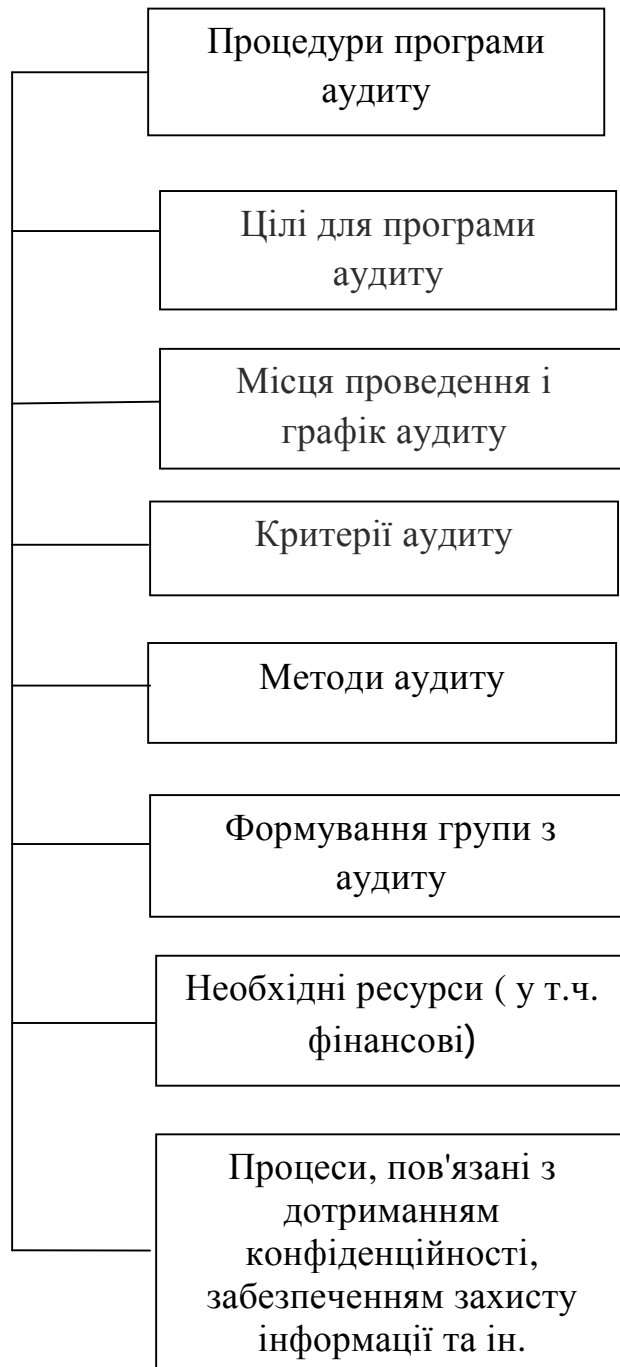 Процедури програми
аудиту
Цілі для програми
аудиту
Місця проведення і
графік аудиту
Критерії аудиту
Методи аудиту
Формування групи з
аудиту
Необхідні ресурси ( у т.ч.
фінансові)
Процеси, пов'язані з
дотриманням
конфіденційності,
забезпеченням захисту
інформації та ін.